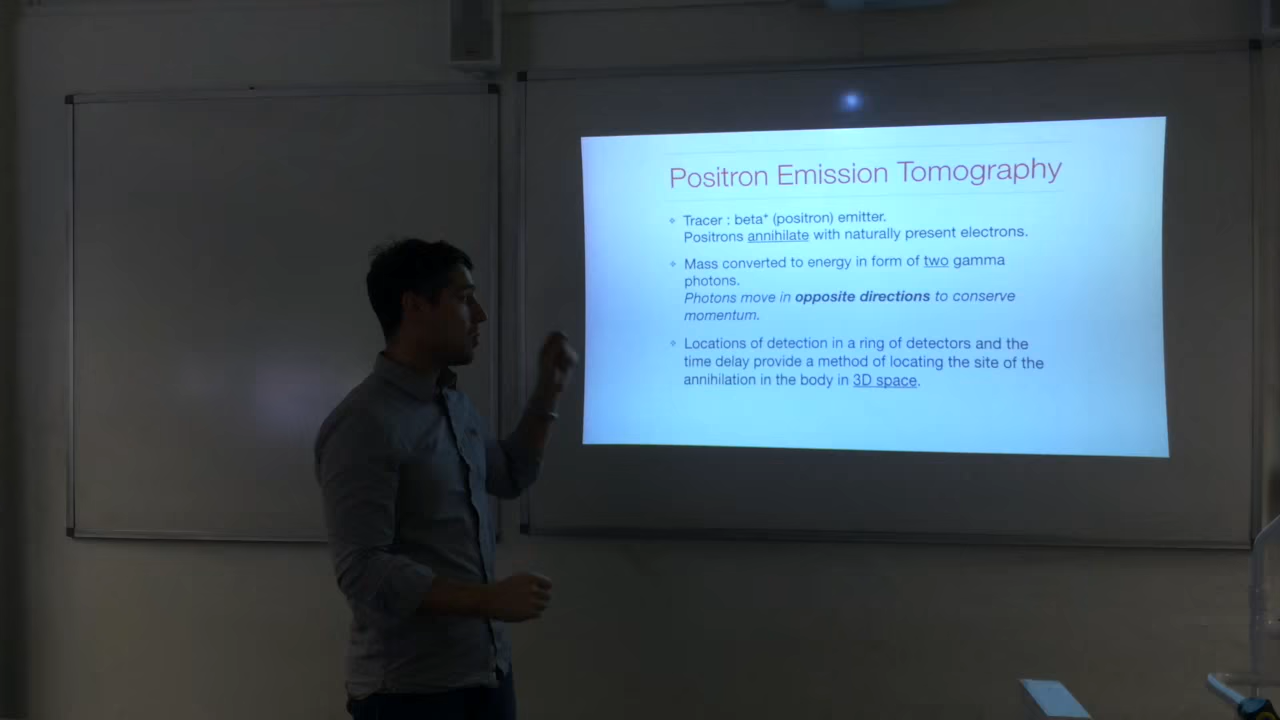 Positron Emission Tomography
Tracer : beta⁺ (positron) emitter.
Positrons annihilate with naturally present electrons.
Mass converted to energy in form of two gamma
photons.
Photons move in opposite directions to conserve
momentum.
Locations of detection in a ring of detectors and the
time delay provide a method of locating the site of the
annihilation in the body in 3D space.